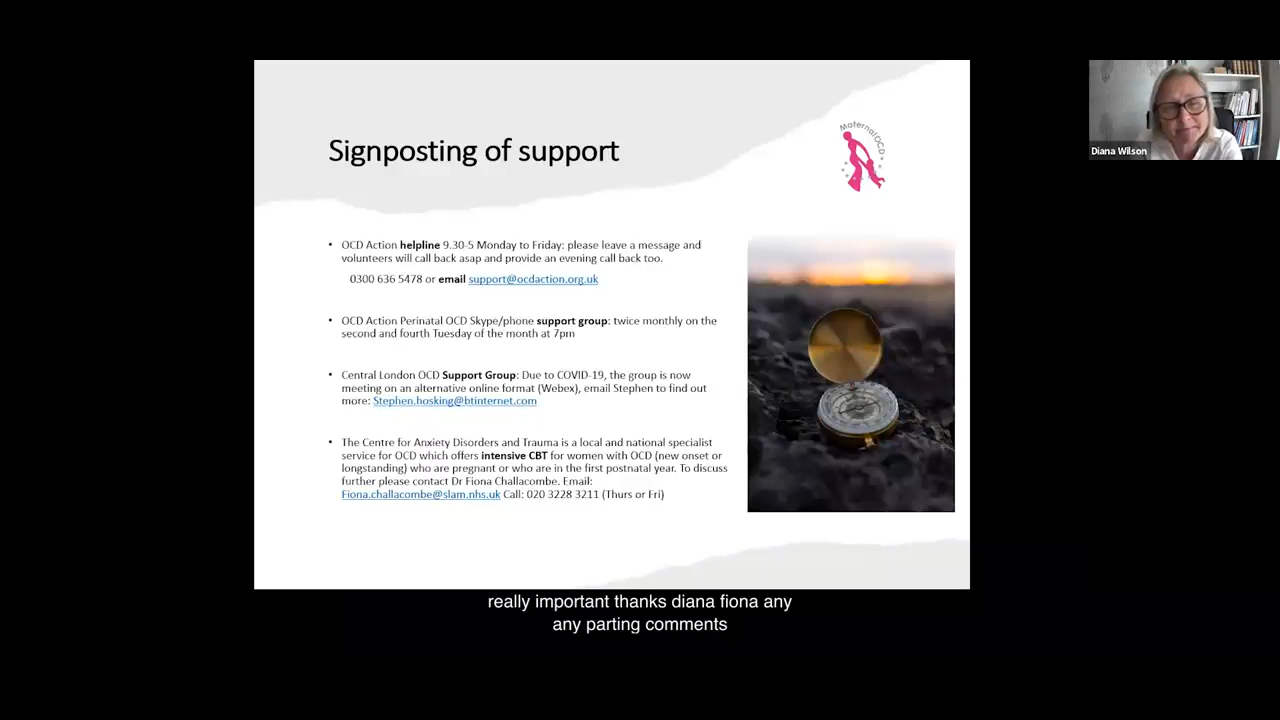 Signposting of support
MaternalOCD
Diana Wilson
• OCD Action helpline 9.30-5 Monday to Friday: please leave a message and
volunteers will call back asap and provide an evening call back too.
0300 636 5478 or email support@ocdaction.org.uk
• OCD Action Perinatal OCD Skype/phone support group: twice monthly on the
second and fourth Tuesday of the month at 7pm
• Central London OCD Support Group: Due to COVID-19, the group is now
meeting on an alternative online format (Webex), email Stephen to find out
more: Stephen.hosking@btinternet.com
• The Centre for Anxiety Disorders and Trauma is a local and national specialist
service for OCD which offers intensive CBT for women with OCD (new onset or
longstanding) who are pregnant or who are in the first postnatal year. To discuss
further please contact Dr Fiona Challacombe. Email:
Fiona.challacombe@slam.nhs.uk Call: 020 3228 3211 (Thurs or Fri)
really important thanks diana fiona any
any parting comments